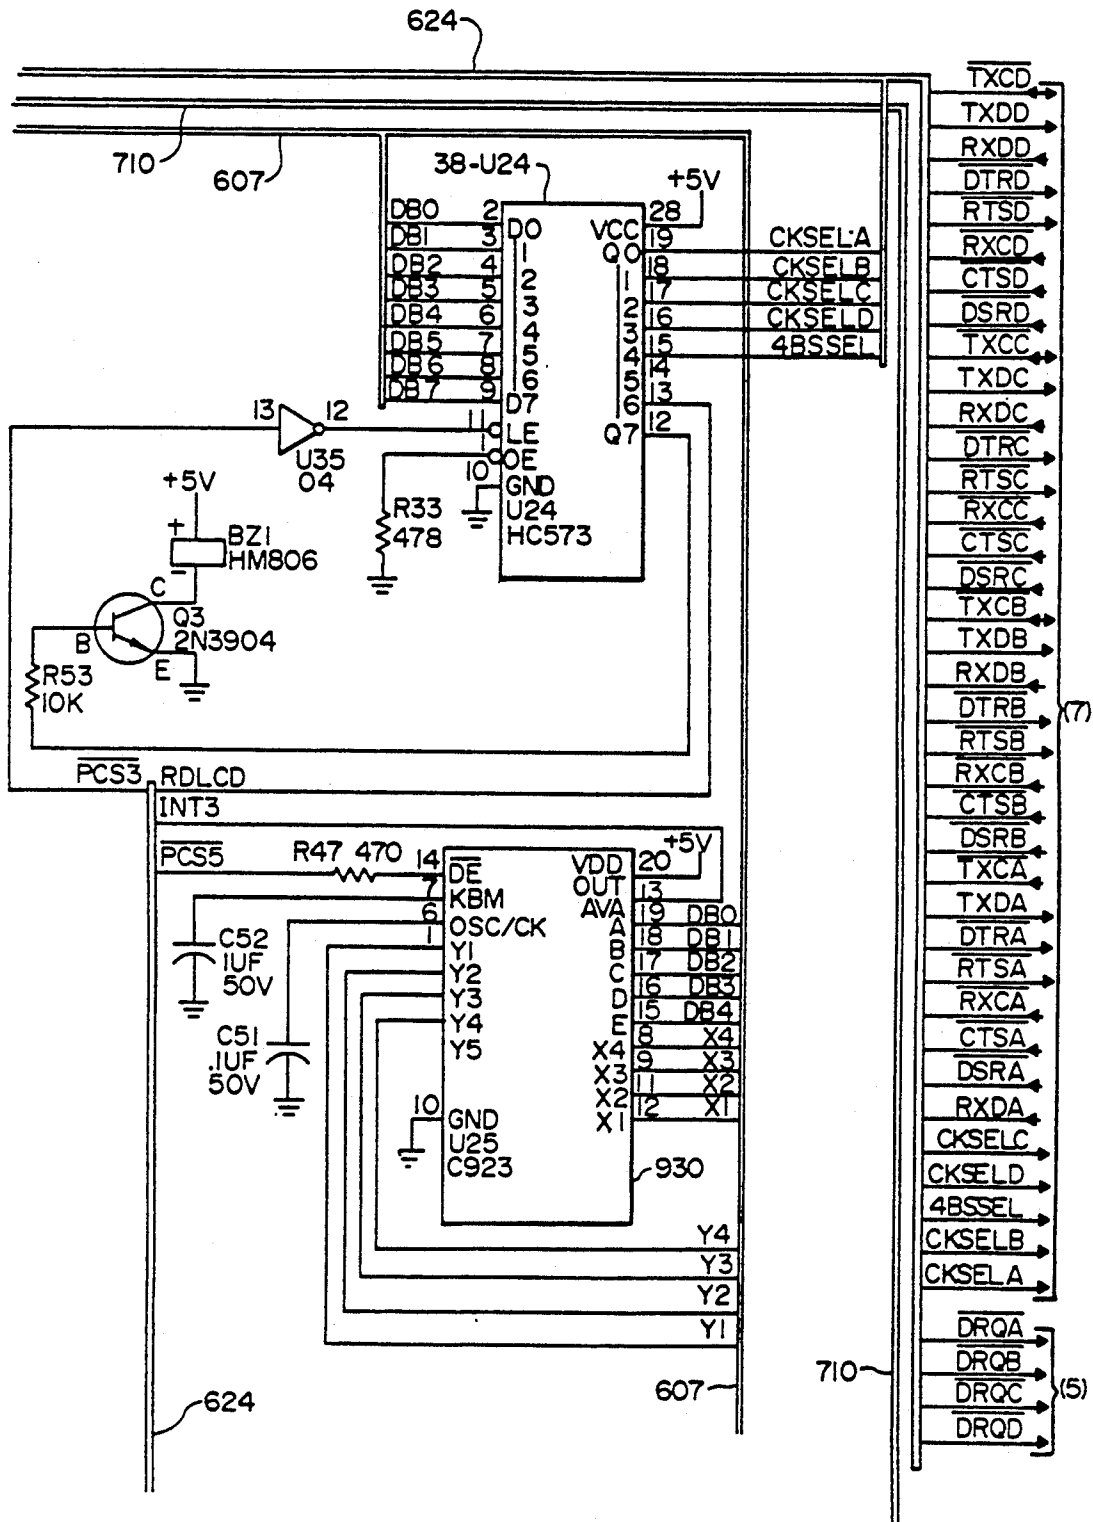 624
710
607
38-U24
+5V
DB0 2 D0
DB1 3 1
DB2 4 2
DB3 5 3
DB4 6 4
DB5 7 5
DB6 8 6
DB7 9 D7
11 LE
1 OE
10 GND
U24
HC573
VCC 28
Q0 19 CKSELA
1 18 CKSELB
2 17 CKSELC
3 16 CKSELD
4 15 4BSSEL
5 14
6 13
Q7 12
13 12
U35
04
R33
478
+5V
+
BZ1
HM806
-
C
Q3
2N3904
B
E
R53
10K
PCS3
RDLCD
INT3
PCS5
R47 470
14 DE
7 KBM
6 OSC/CK
1 Y1
Y2
Y3
Y4
Y5
10 GND
U25
C923
+5V
VDD 20
OUT
AVA 13
A 19 DB0
B 18 DB1
C 17 DB2
D 16 DB3
E 15 DB4
X4 8 X4
X3 9 X3
X2 11 X2
X1 12 X1
C52
1UF
50V
C51
.1UF
50V
930
Y4
Y3
Y2
Y1
624
607
710
TXCD
TXDD
RXDD
DTRD
RTSD
RXCD
CTSD
DSRD
TXCC
TXDC
RXDC
DTRC
RTSC
RXCC
CTSC
DSRC
TXCB
TXDB
RXDB
DTRB
RTSB
RXCB
CTSB
DSRB
TXCA
TXDA
DTRA
RTSA
RXCA
CTSA
DSRA
RXDA
CKSELC
CKSELD
4BSSEL
CKSELB
CKSELA
(7)
DRQA
DRQB
DRQC
DRQD
(5)